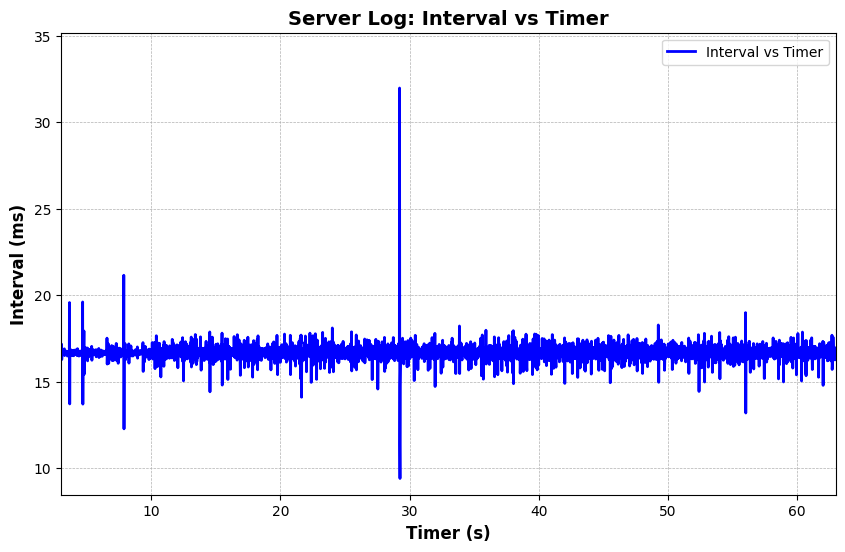 Server Log: Interval vs Timer
Interval vs Timer
Interval (ms)
35
30
25
20
15
10
10 20 30 40 50 60
Timer (s)